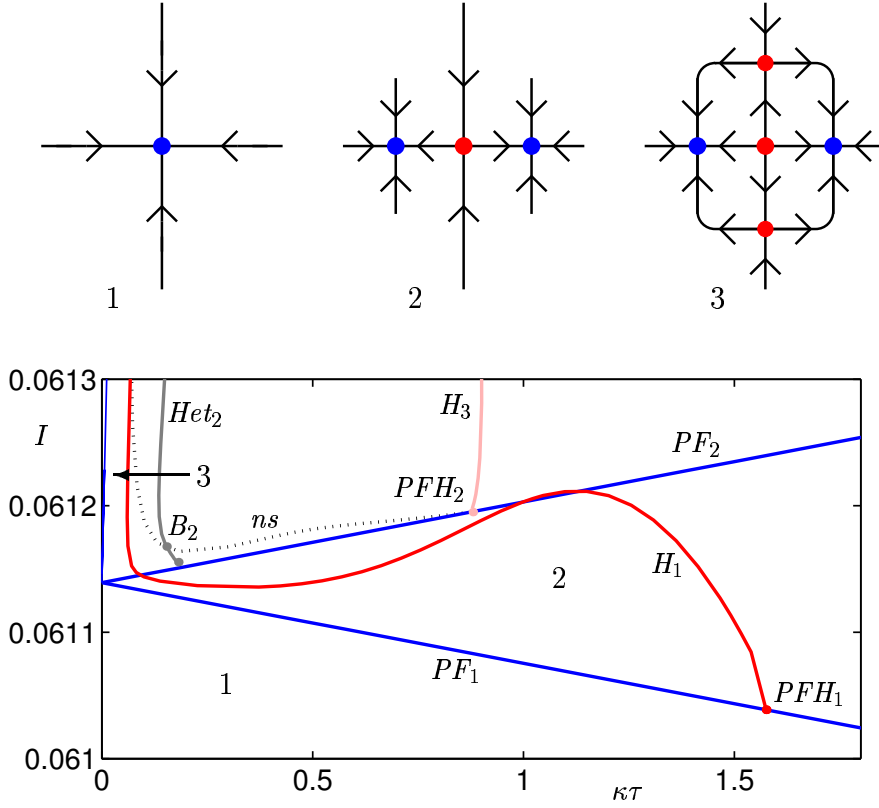 1
2
3
0.0613
Het₂
H₃
I
PF₂
3
PFH₂
0.0612
B₂
ns
2
H₁
0.0611
PF₁
1
PFH₁
0.061
0
0.5
1
1.5
κτ